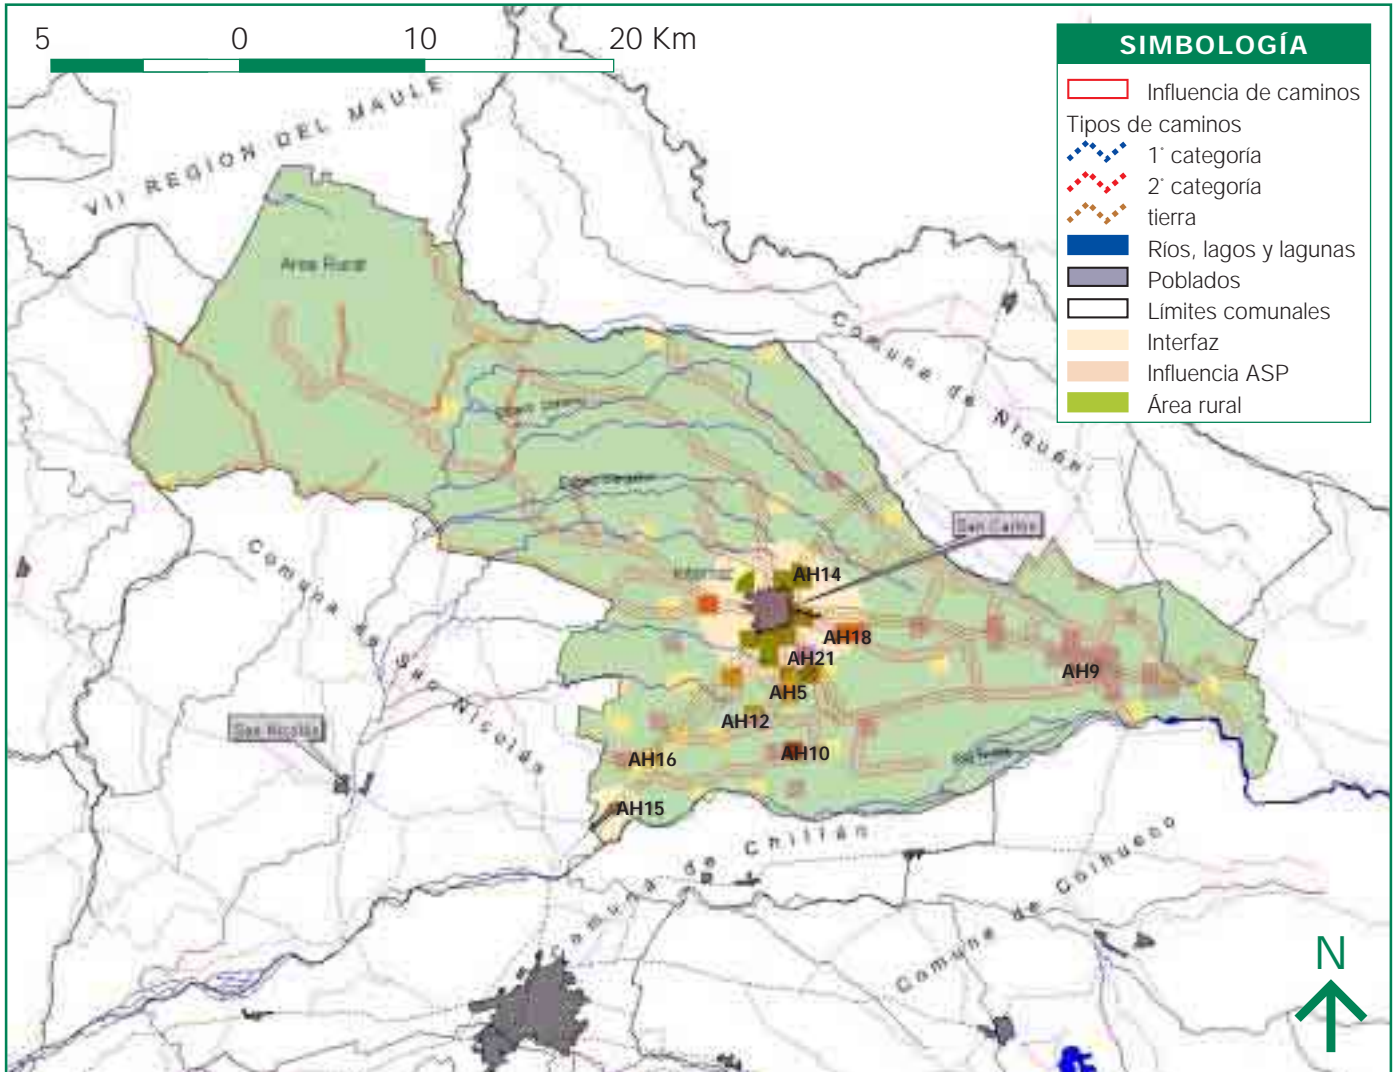 5 0 10 20 Km
SIMBOLOGÍA
Influencia de caminos
Tipos de caminos
1° categoría
2° categoría
tierra
Ríos, lagos y lagunas
Poblados
Límites comunales
Interfaz
Influencia ASP
Área rural
VII REGION DEL MAULE
Area Rural
Comuna de Ñiquén
San Carlos
Interfaz
AH14
AH18
AH21
AH9
AH5
AH12
AH10
AH16
AH15
Comuna de San Nicolás
San Nicolás
Comuna de Chillán
Comuna de Coihueco
N